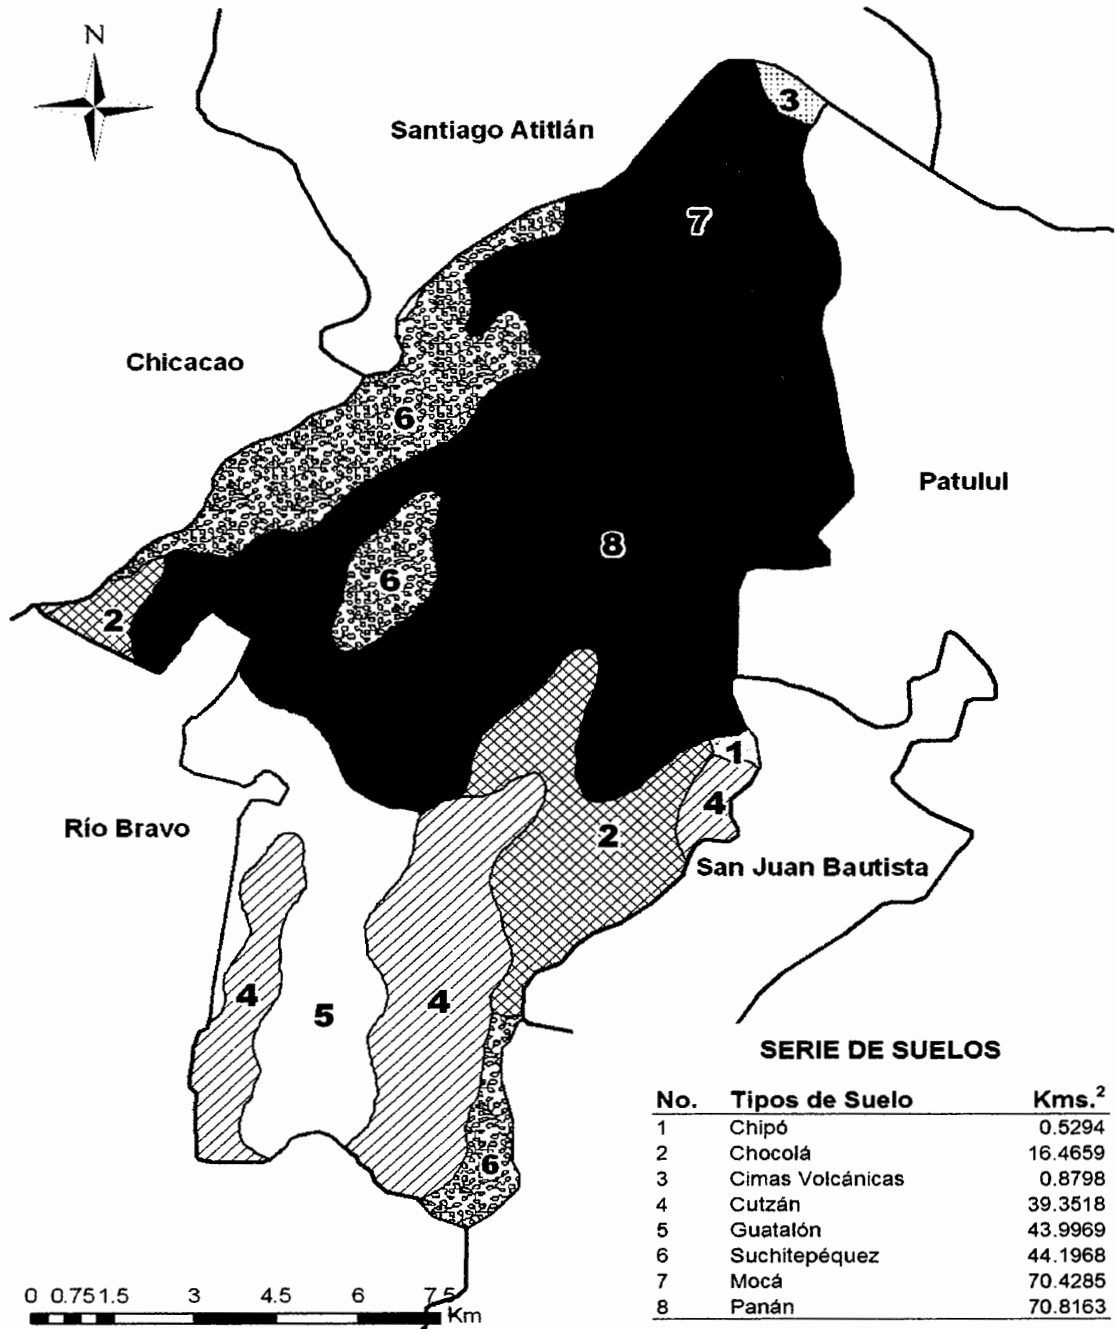 N
Santiago Atitlán
3
7
Chicacao
6
Patulul
8
6
2
1
4
Río Bravo
2
San Juan Bautista
4
5
4
6
SERIE DE SUELOS
No. Tipos de Suelo Kms.²
1 Chipó 0.5294
2 Chocolá 16.4659
3 Cimas Volcánicas 0.8798
4 Cutzán 39.3518
5 Guatalón 43.9969
6 Suchitepéquez 44.1968
7 Mocá 70.4285
8 Panán 70.8163
0 0.75 1.5 3 4.5 6 7.5
Km